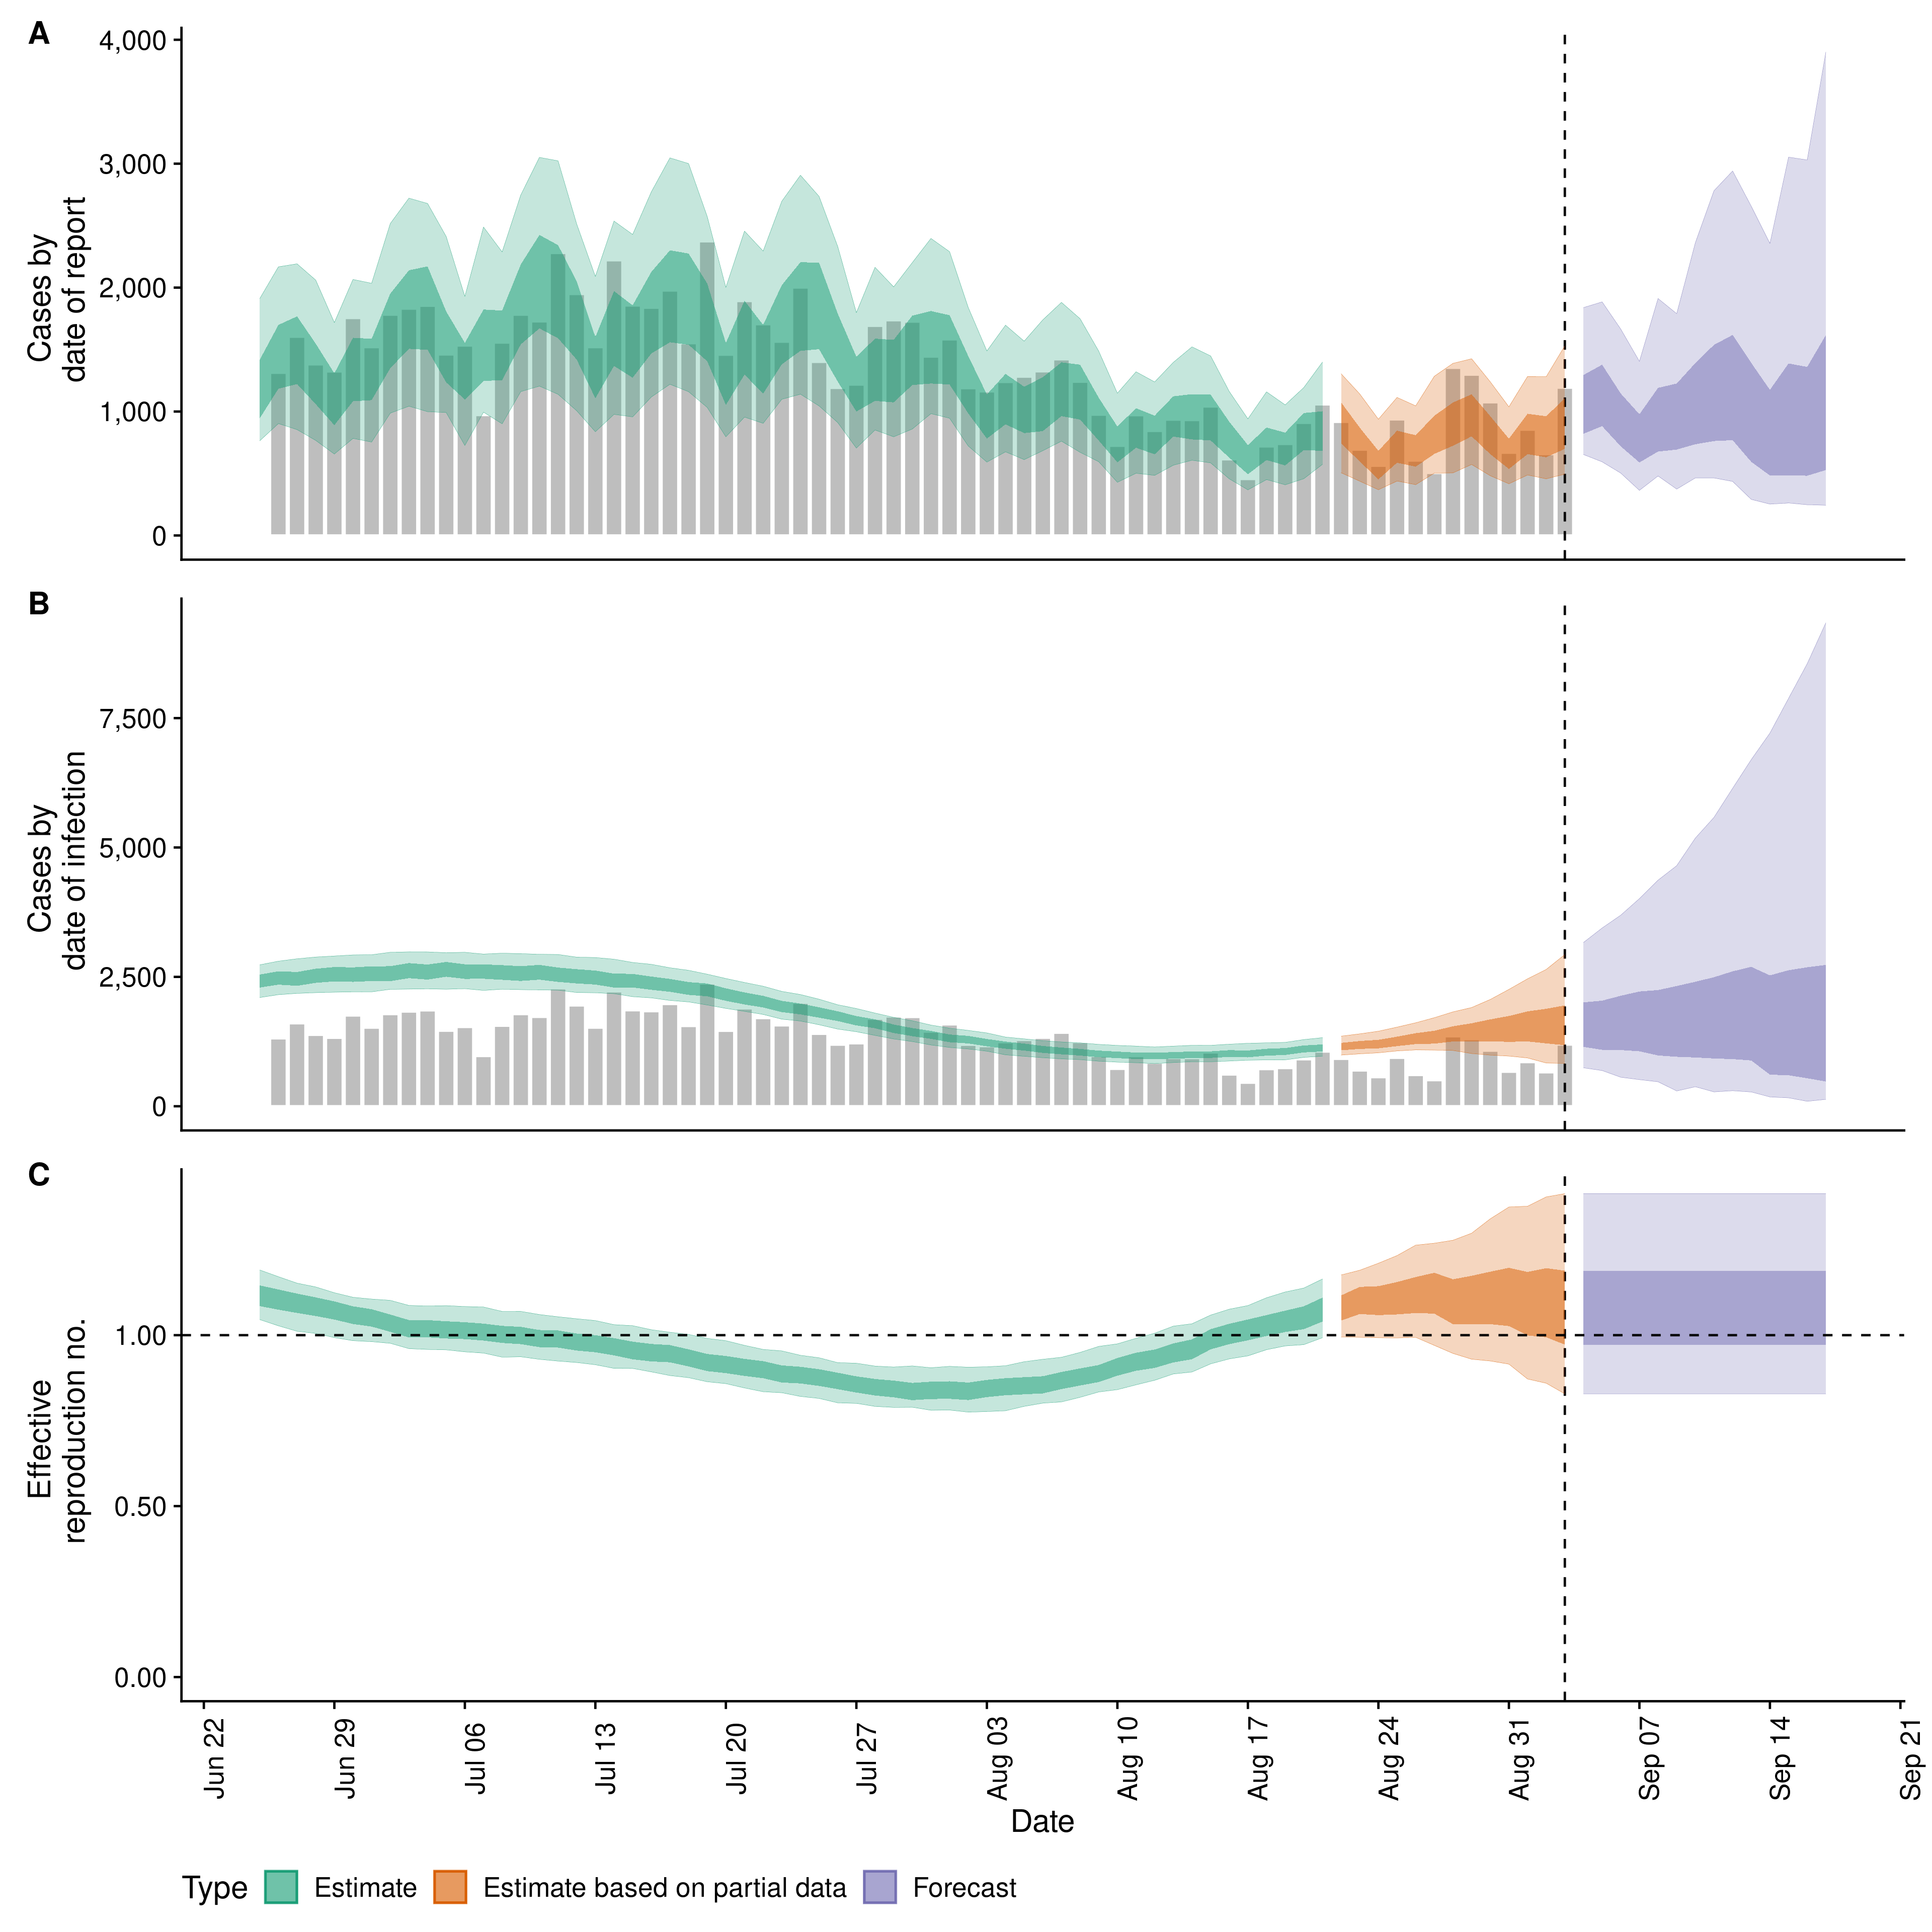 A
4,000
3,000
2,000
1,000
0
Cases by
date of report
B
7,500
5,000
2,500
0
Cases by
date of infection
C
1.00
0.50
0.00
Effective
reproduction no.
Jun 22
Jun 29
Jul 06
Jul 13
Jul 20
Jul 27
Aug 03
Aug 10
Aug 17
Aug 24
Aug 31
Sep 07
Sep 14
Sep 21
Date
Type Estimate Estimate based on partial data Forecast